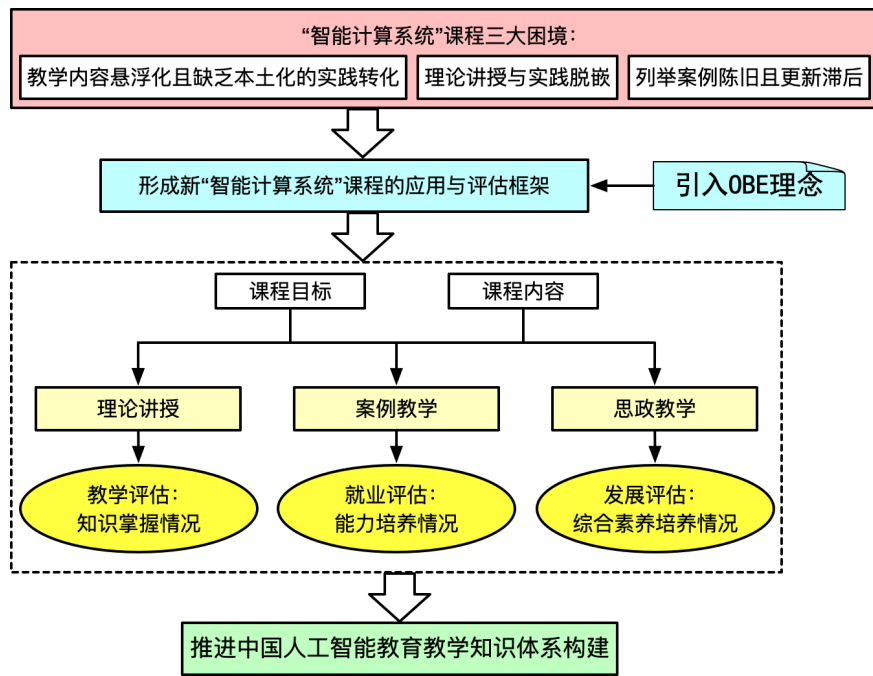 “智能计算系统”课程三大困境：
教学内容悬浮化且缺乏本土化的实践转化
理论讲授与实践脱嵌
列举案例陈旧且更新滞后
形成新“智能计算系统”课程的应用与评估框架
引入OBE理念
课程目标
课程内容
理论讲授
案例教学
思政教学
教学评估：
知识掌握情况
就业评估：
能力培养情况
发展评估：
综合素养培养情况
推进中国人工智能教育教学知识体系构建